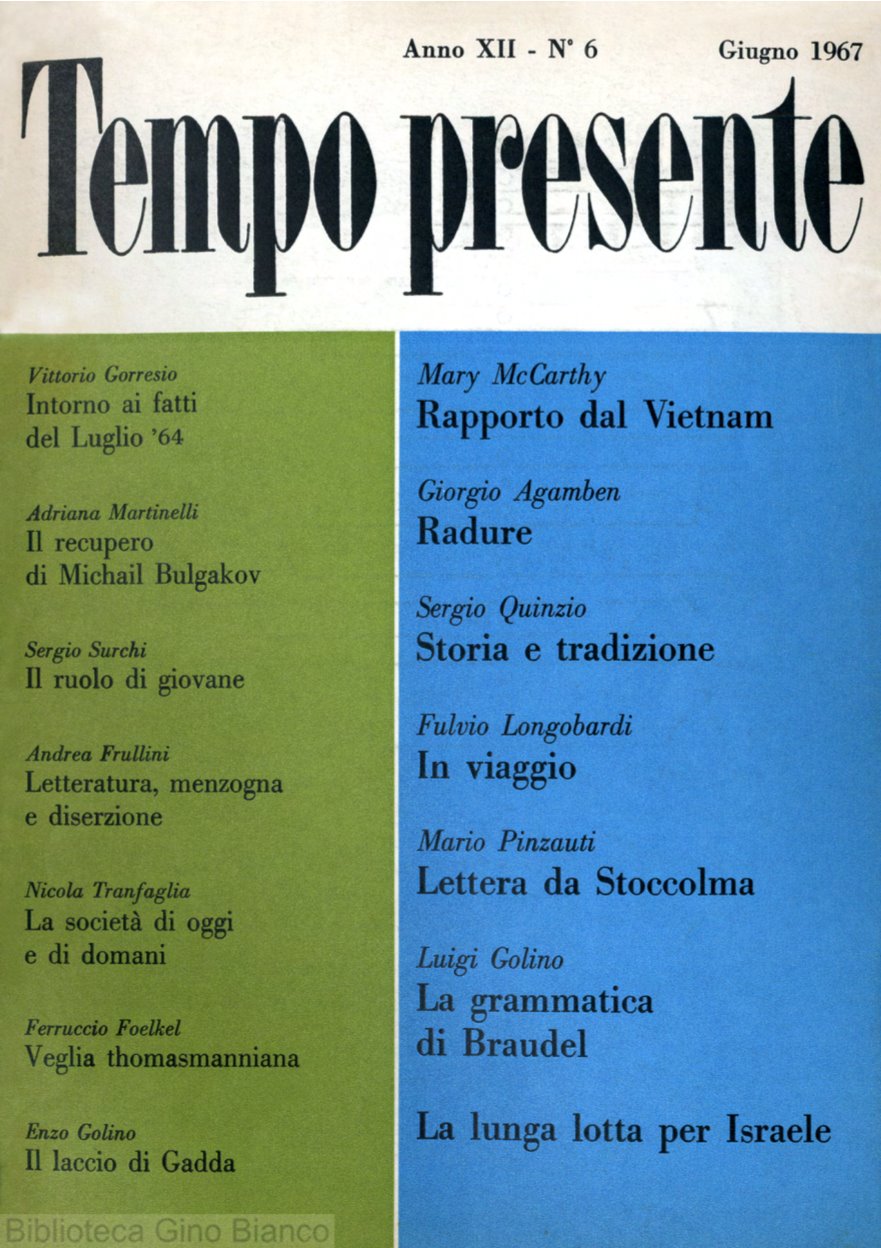 Anno XII - N° 6
Giugno 1967
Tempo presente
Vittorio Gorresio
Intorno ai fatti
del Luglio '64
Adriana Martinelli
Il recupero
di Michail Bulgakov
Sergio Surchi
Il ruolo di giovane
Andrea Frullini
Letteratura, menzogna
e diserzione
Nicola Tranfaglia
La società di oggi
e di domani
Ferruccio Foelkel
Veglia thomasmanniana
Enzo Golino
Il laccio di Gadda
Mary McCarthy
Rapporto dal Vietnam
Giorgio Agamben
Radure
Sergio Quinzio
Storia e tradizione
Fulvio Longobardi
In viaggio
Mario Pinzauti
Lettera da Stoccolma
Luigi Golino
La grammatica
di Braudel
La lunga lotta per Israele
Biblioteca Gino Bianco